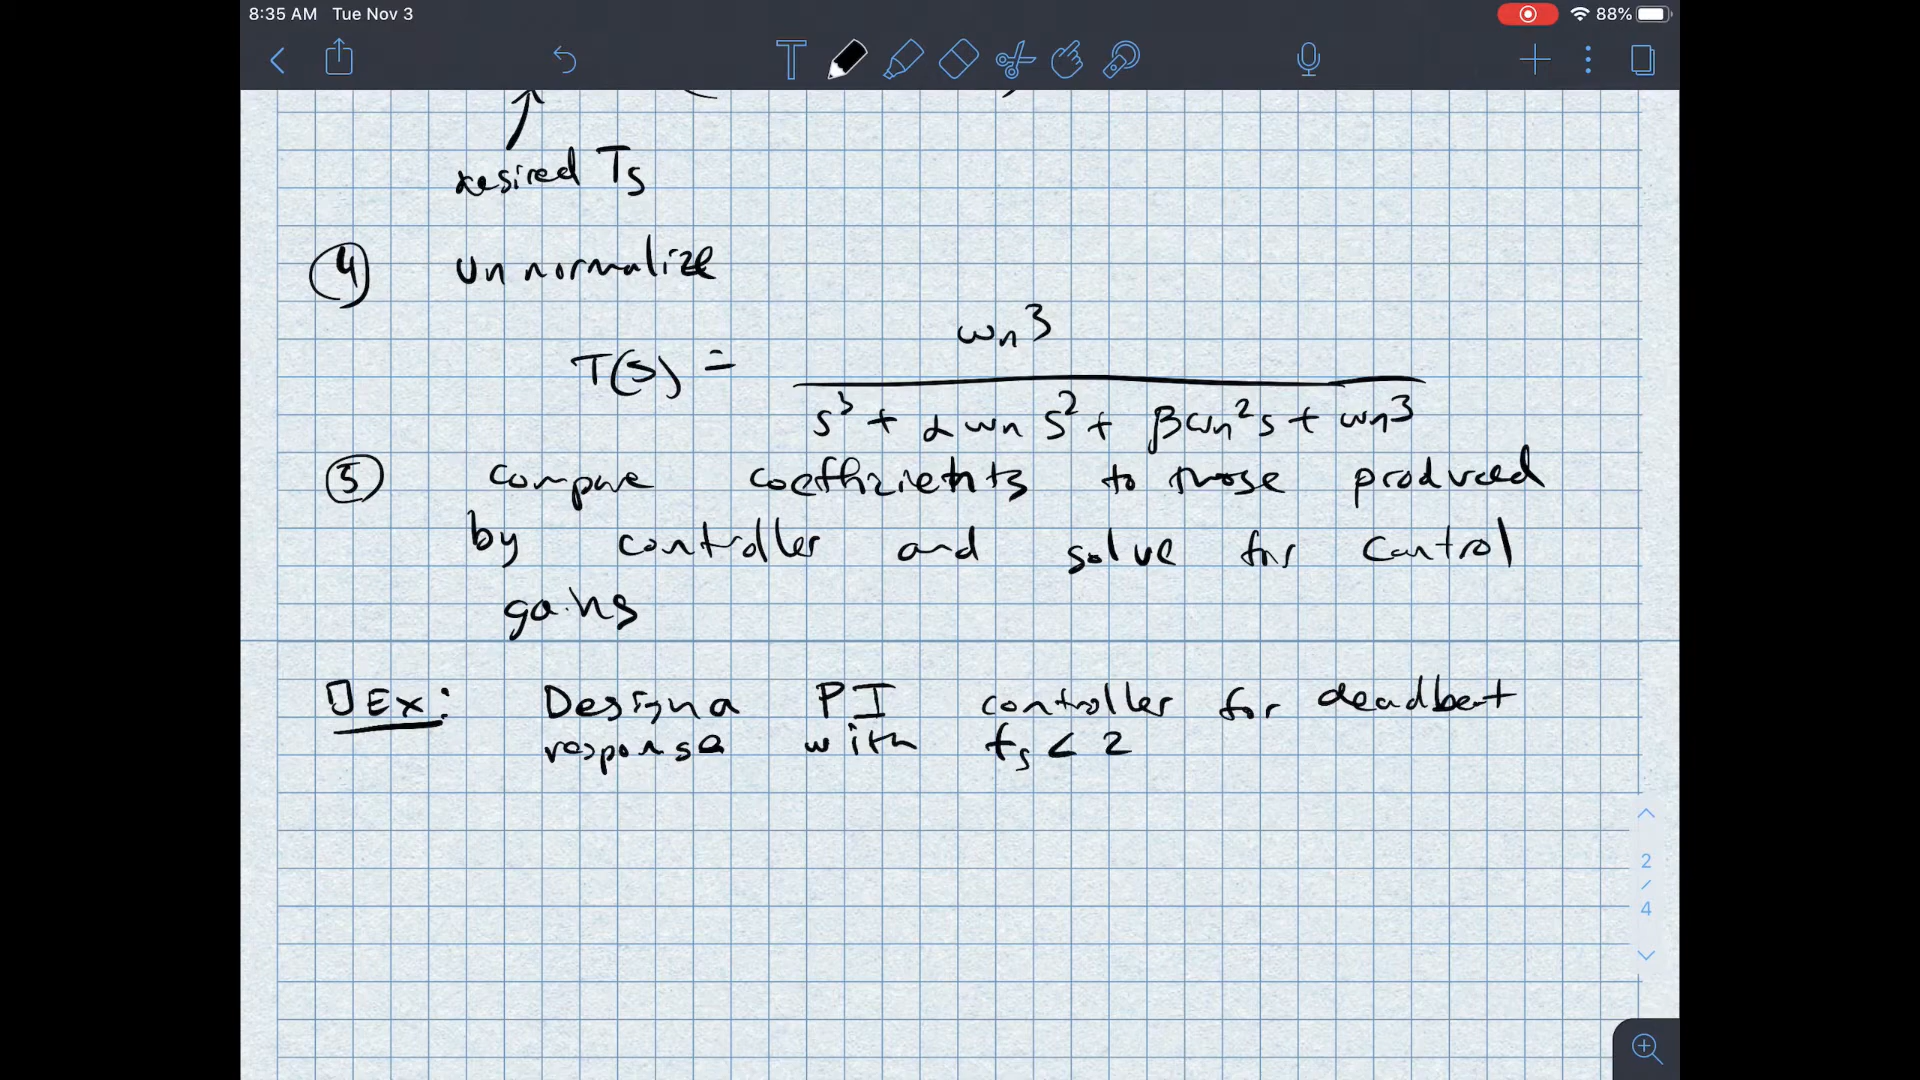 8:35 AM Tue Nov 3
88%
desired Ts
④ Unnormalize
T(s) = ωn³ / s³ + αωn s² + βωn²s + ωn³
⑤ compare coefficients to those produced
by controller and solve for control
gains
Ex: Design a PI controller for deadbeat
response with ts < 2
2
/
4